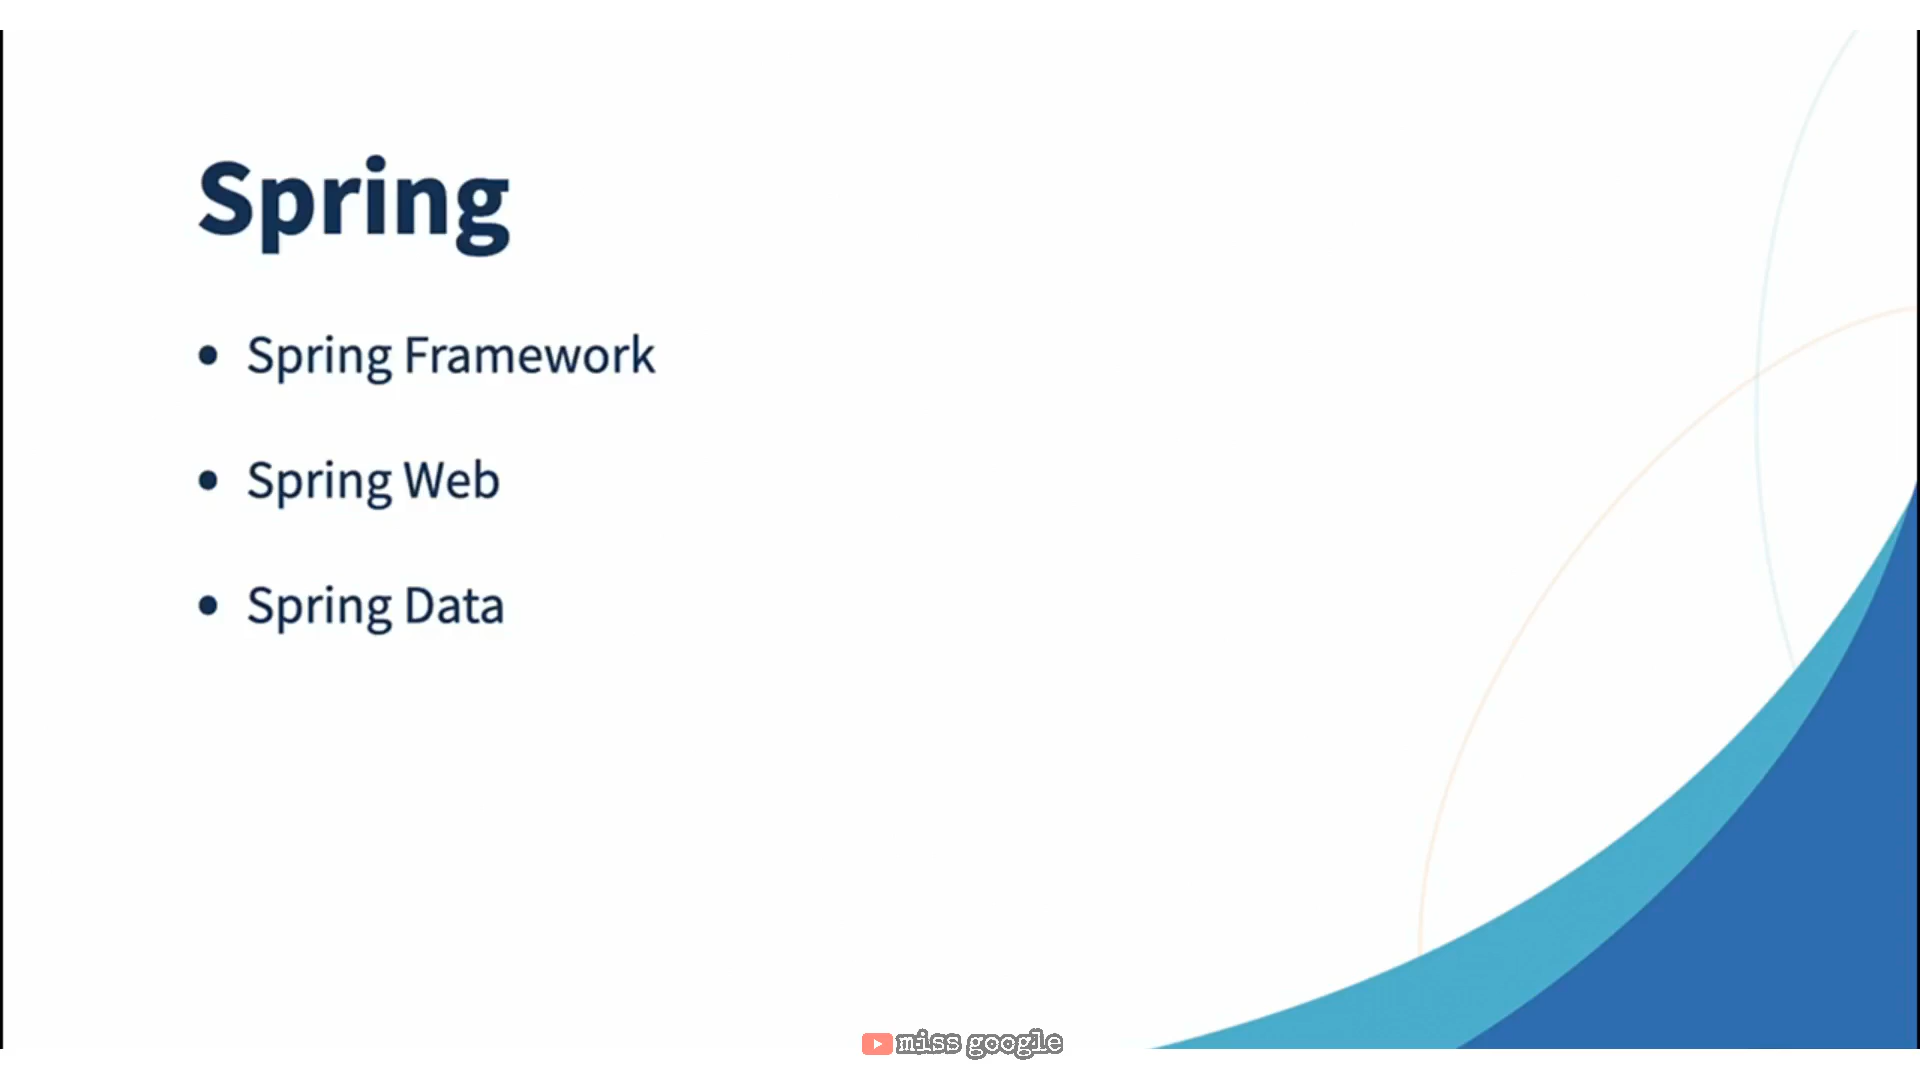 Spring
• Spring Framework
• Spring Web
• Spring Data
miss google